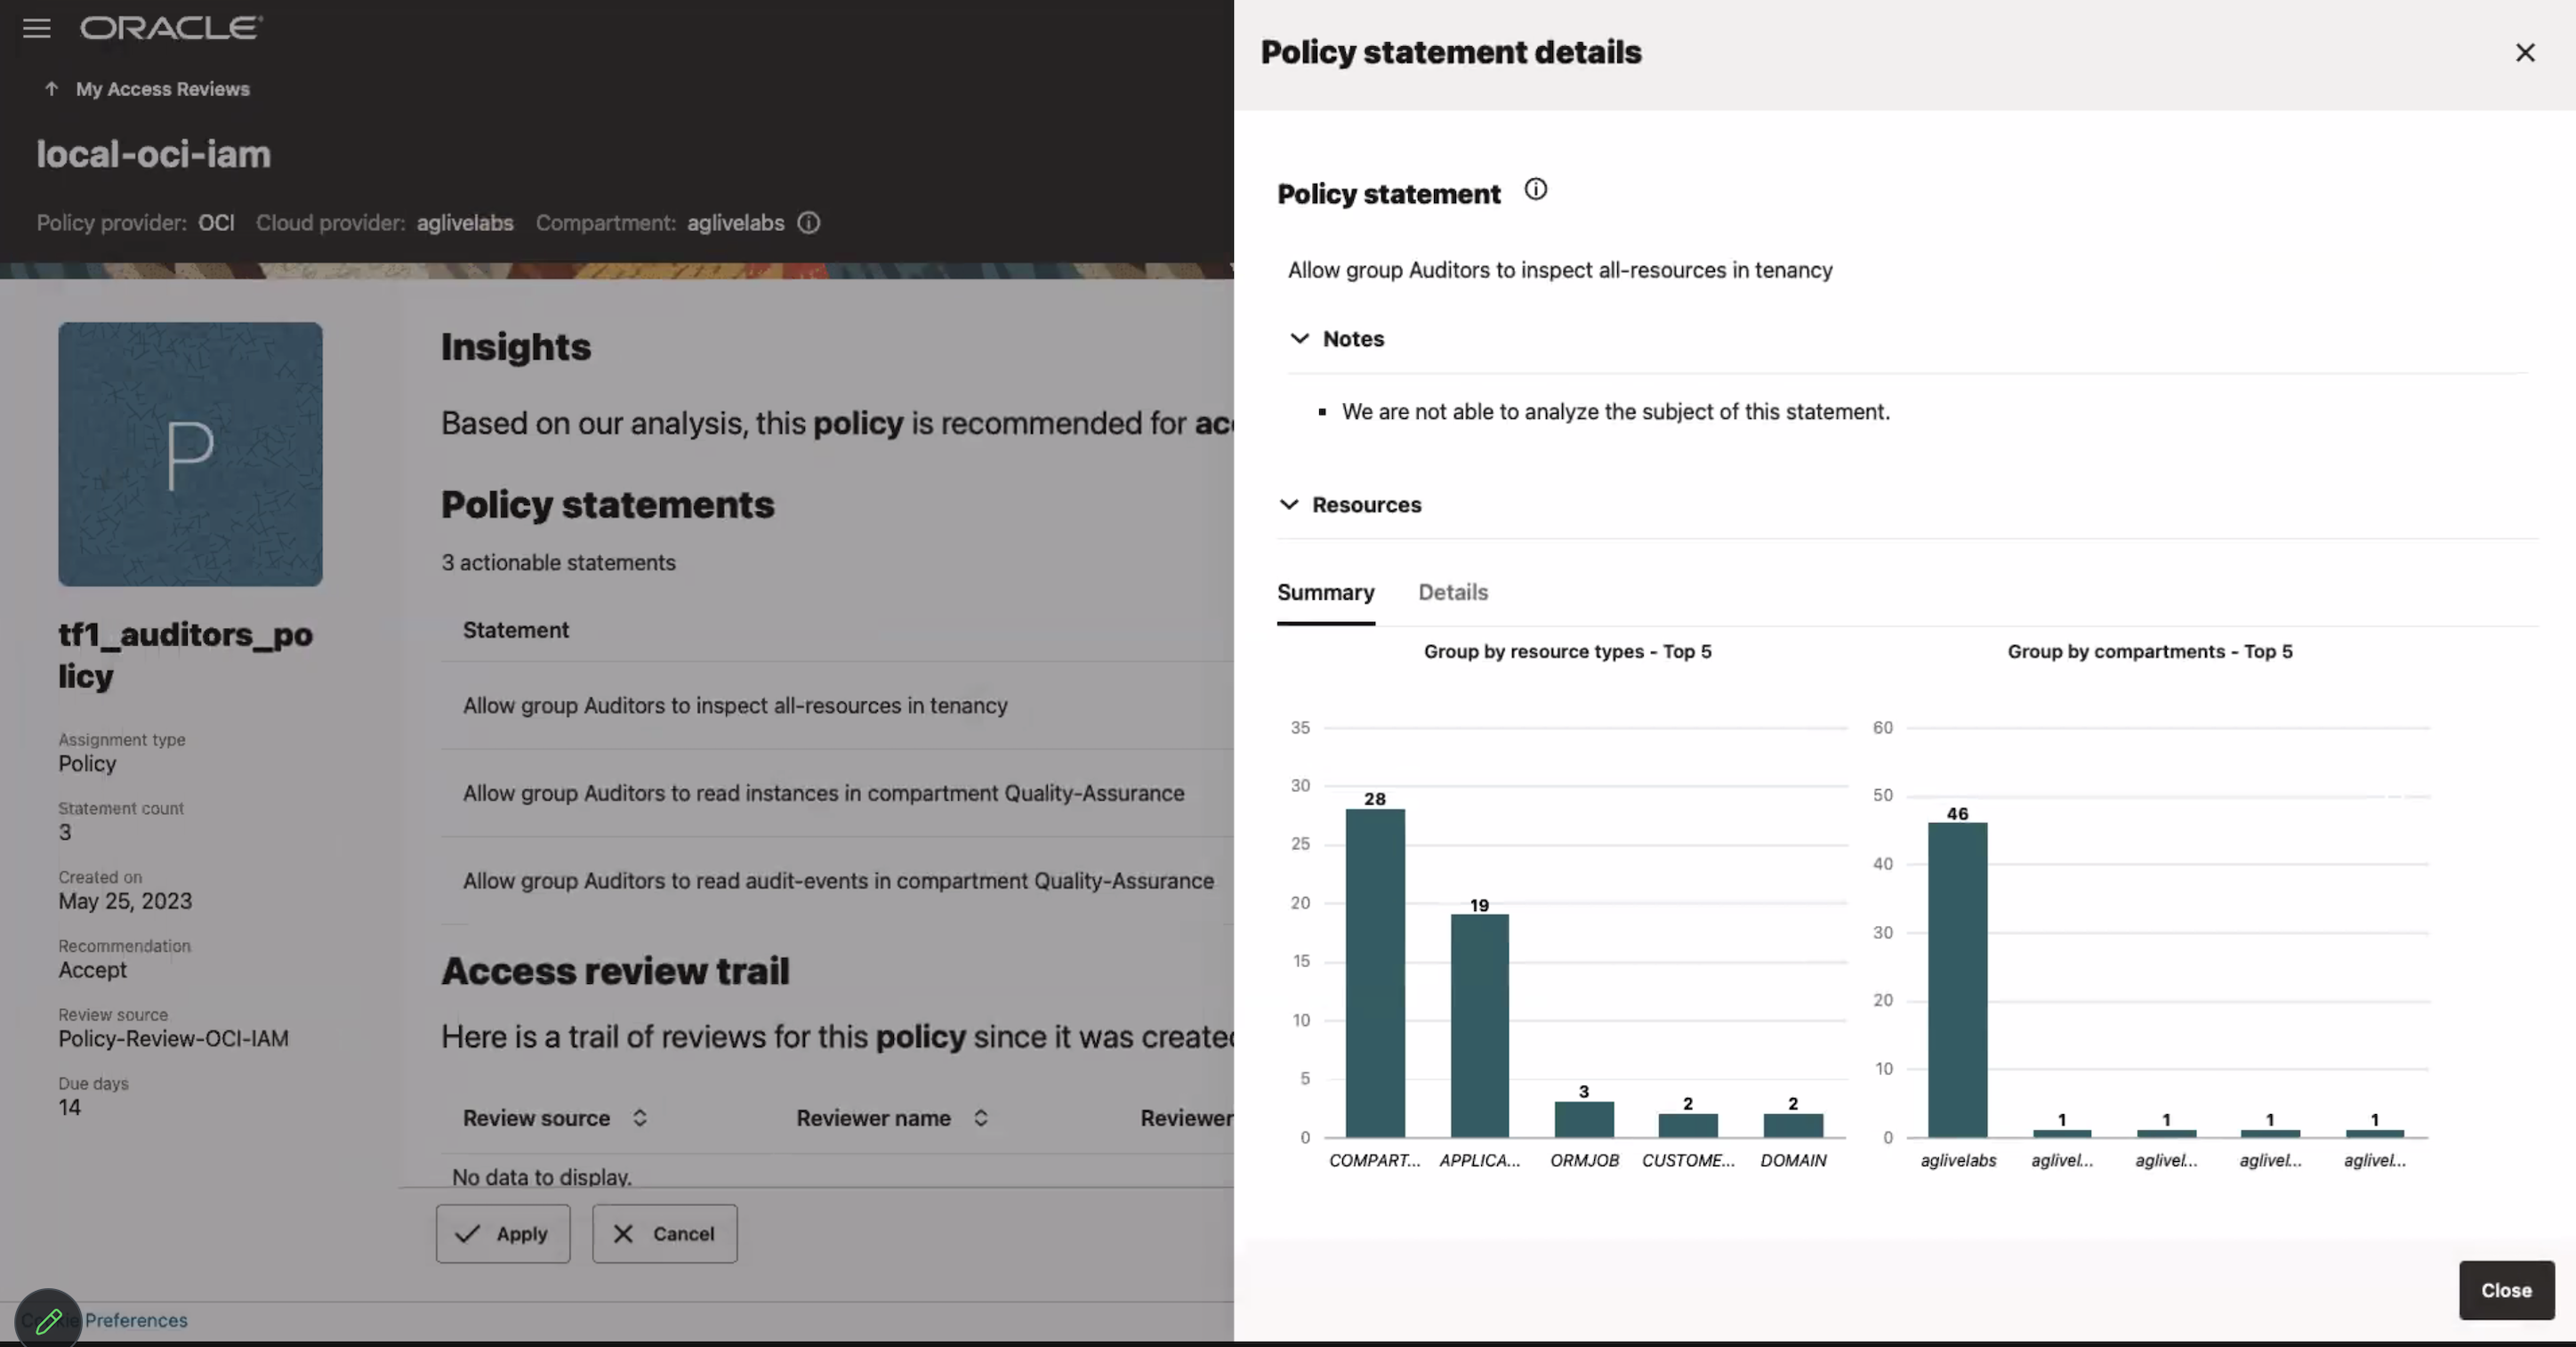 ORACLE
My Access Reviews
local-oci-iam
Policy provider: OCI Cloud provider: aglivelabs Compartment: aglivelabs
P
tf1_auditors_po
licy
Assignment type
Policy
Statement count
3
Created on
May 25, 2023
Recommendation
Accept
Review source
Policy-Review-OCI-IAM
Due days
14
Insights
Based on our analysis, this policy is recommended for
Policy statements
3 actionable statements
Statement
Allow group Auditors to inspect all-resources in tenancy
Allow group Auditors to read instances in compartment Quality-Assurance
Allow group Auditors to read audit-events in compartment Quality-Assurance
Access review trail
Here is a trail of reviews for this policy since it was create
Review source Reviewer name Reviewer
No data to display.
Apply Cancel
Preferences
Policy statement details
Policy statement
Allow group Auditors to inspect all-resources in tenancy
Notes
▪ We are not able to analyze the subject of this statement.
Resources
Summary Details
Group by resource types - Top 5
35
30
25
20
15
10
5
0
28
19
3
2
2
COMPART... APPLICA... ORMJOB CUSTOME... DOMAIN
Group by compartments - Top 5
60
50
40
30
20
10
0
46
1
1
1
1
aglivelabs aglivel... aglivel... aglivel... aglivel...
Close